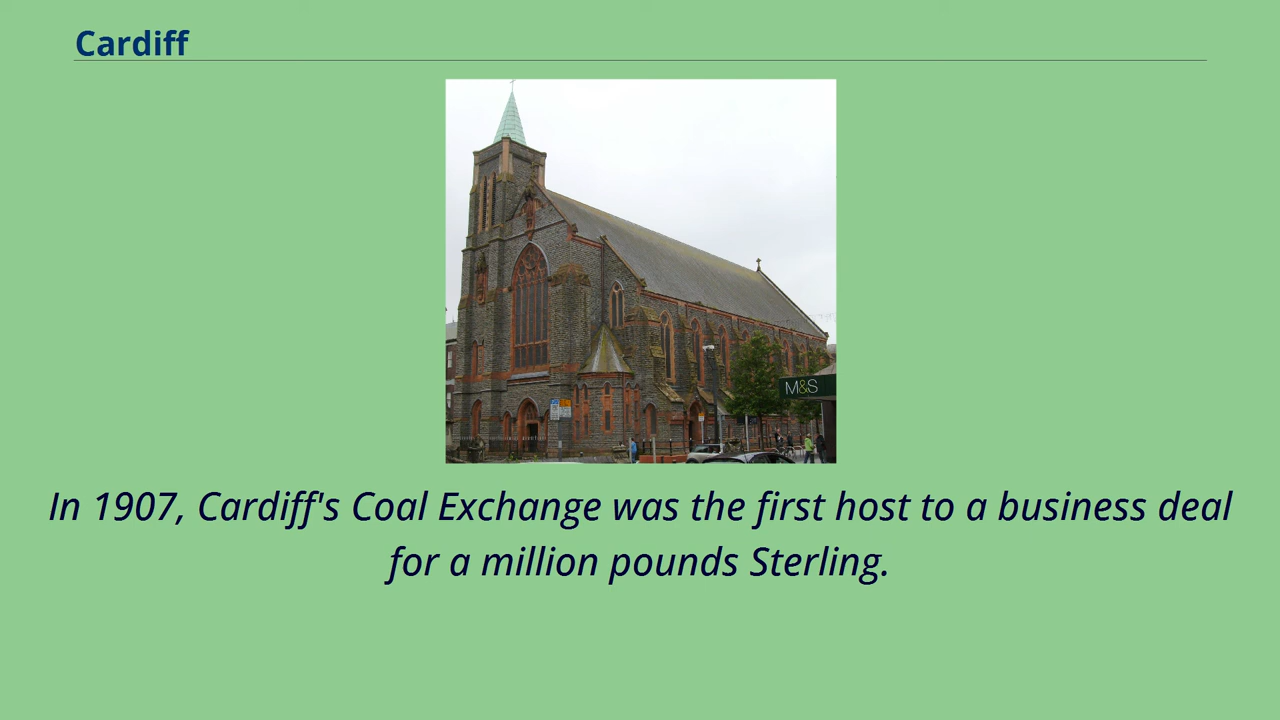 Cardiff
M&S
In 1907, Cardiff's Coal Exchange was the first host to a business deal
for a million pounds Sterling.